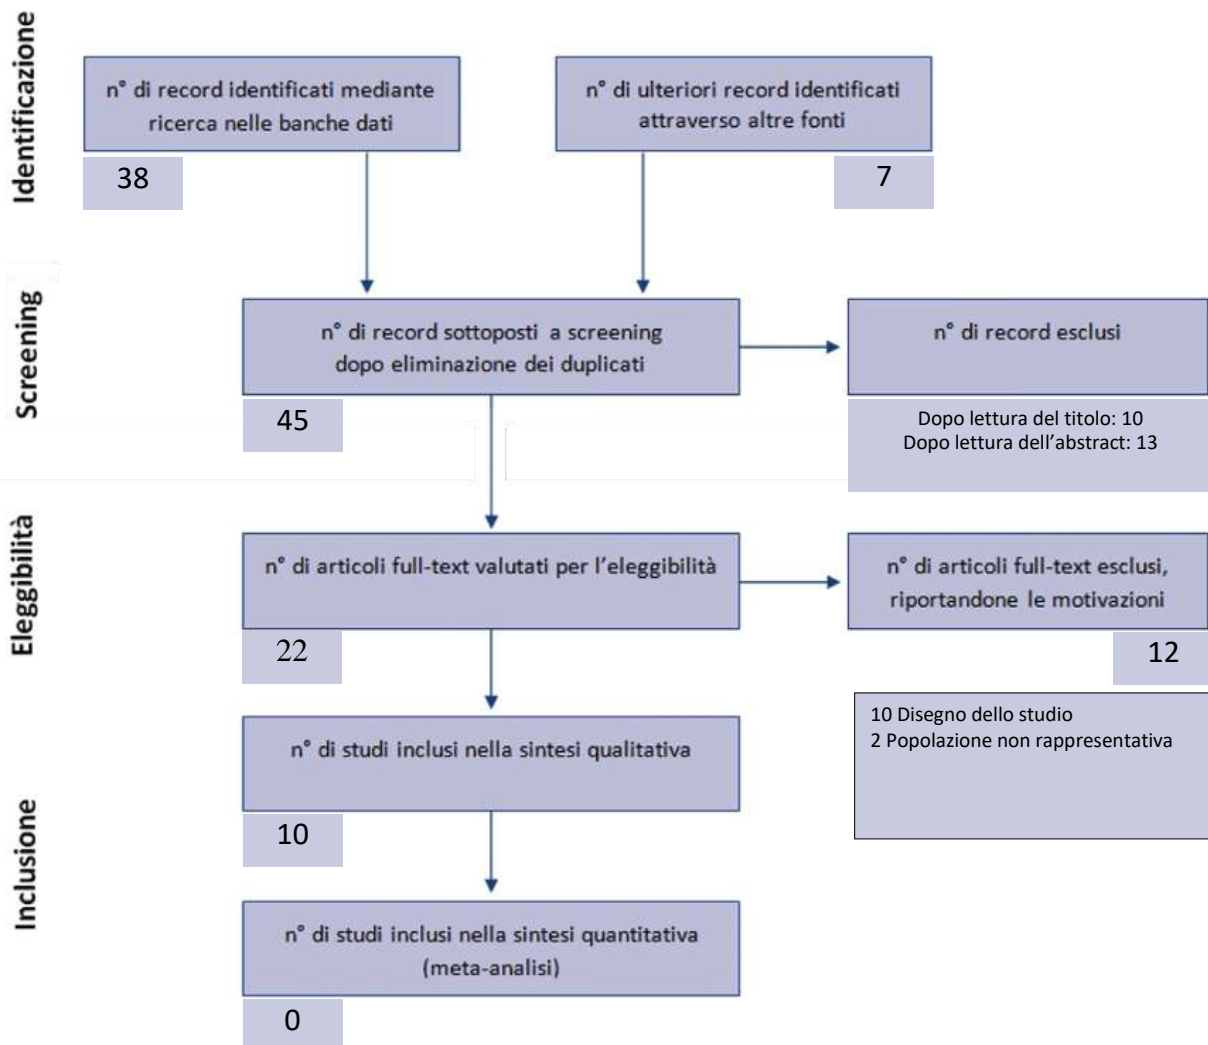 Identificazione
n° di record identificati mediante
ricerca nelle banche dati
38
n° di ulteriori record identificati
attraverso altre fonti
7
Screening
n° di record sottoposti a screening
dopo eliminazione dei duplicati
45
n° di record esclusi
Dopo lettura del titolo: 10
Dopo lettura dell’abstract: 13
Eleggibilità
n° di articoli full-text valutati per l’eleggibilità
22
n° di articoli full-text esclusi,
riportandone le motivazioni
12
10 Disegno dello studio
2 Popolazione non rappresentativa
Inclusione
n° di studi inclusi nella sintesi qualitativa
10
n° di studi inclusi nella sintesi quantitativa
(meta-analisi)
0